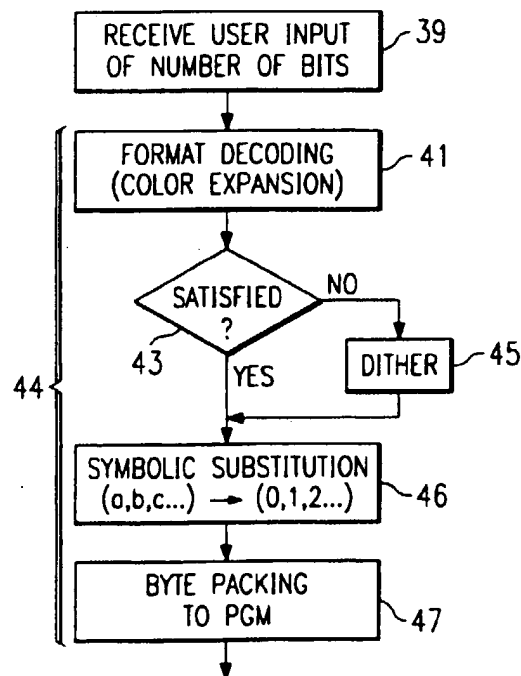 RECEIVE USER INPUT
OF NUMBER OF BITS
39
FORMAT DECODING
(COLOR EXPANSION)
41
SATISFIED
?
43
NO
YES
DITHER
45
44
SYMBOLIC SUBSTITUTION
(a,b,c...) → (0,1,2...)
46
BYTE PACKING
TO PGM
47